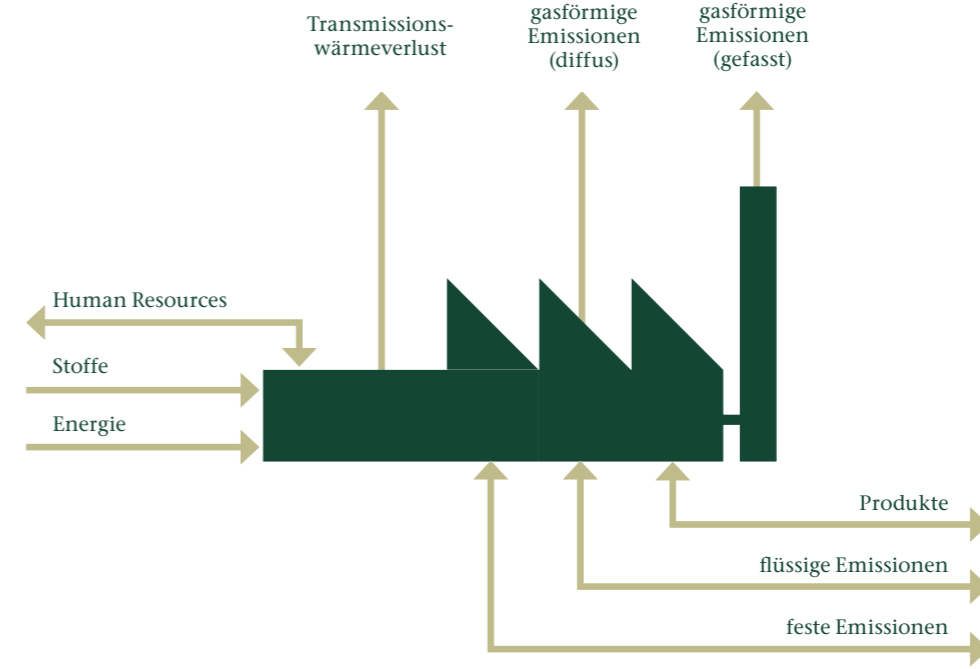 Transmissions-
wärmeverlust
gasförmige
Emissionen
(diffus)
gasförmige
Emissionen
(gefasst)
Human Resources
Stoffe
Energie
Produkte
flüssige Emissionen
feste Emissionen